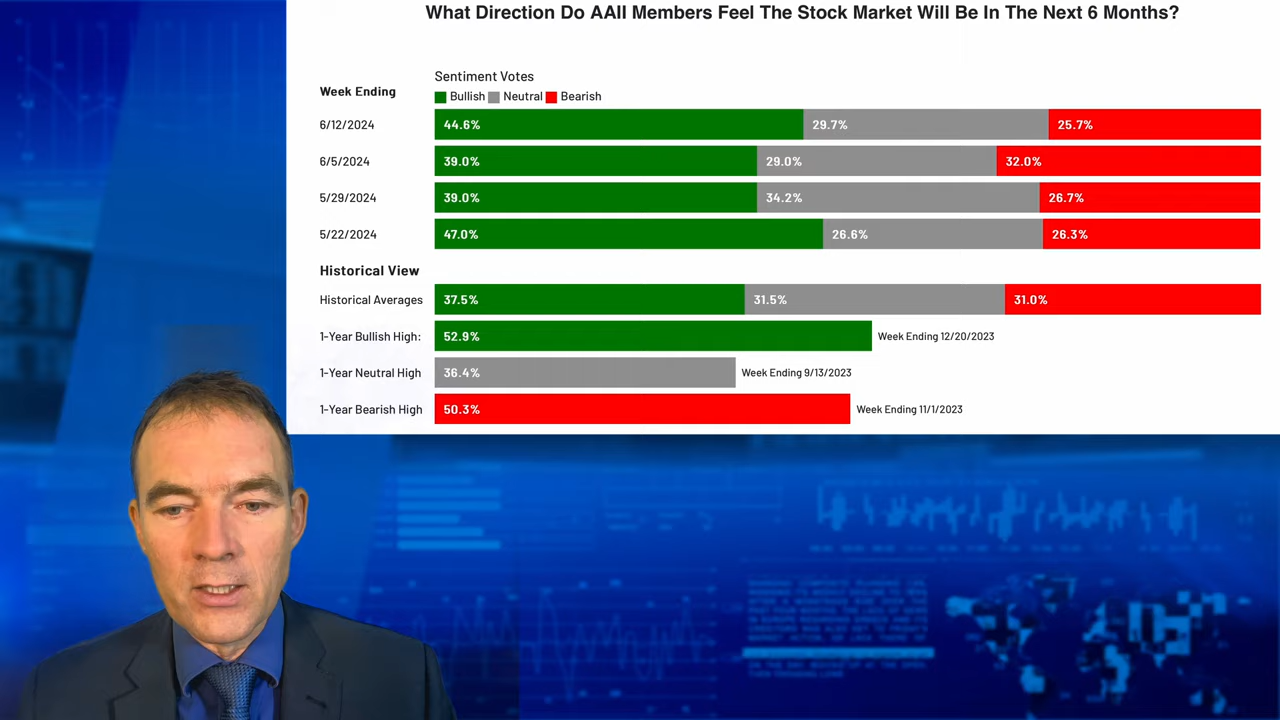 What Direction Do AAII Members Feel The Stock Market Will Be In The Next 6 Months?
Sentiment Votes
Week Ending
Bullish Neutral Bearish
6/12/2024 44.6% 29.7% 25.7%
6/5/2024 39.0% 29.0% 32.0%
5/29/2024 39.0% 34.2% 26.7%
5/22/2024 47.0% 26.6% 26.3%
Historical View
Historical Averages 37.5% 31.5% 31.0%
1-Year Bullish High: 52.9% Week Ending 12/20/2023
1-Year Neutral High 36.4% Week Ending 9/13/2023
1-Year Bearish High 50.3% Week Ending 11/1/2023